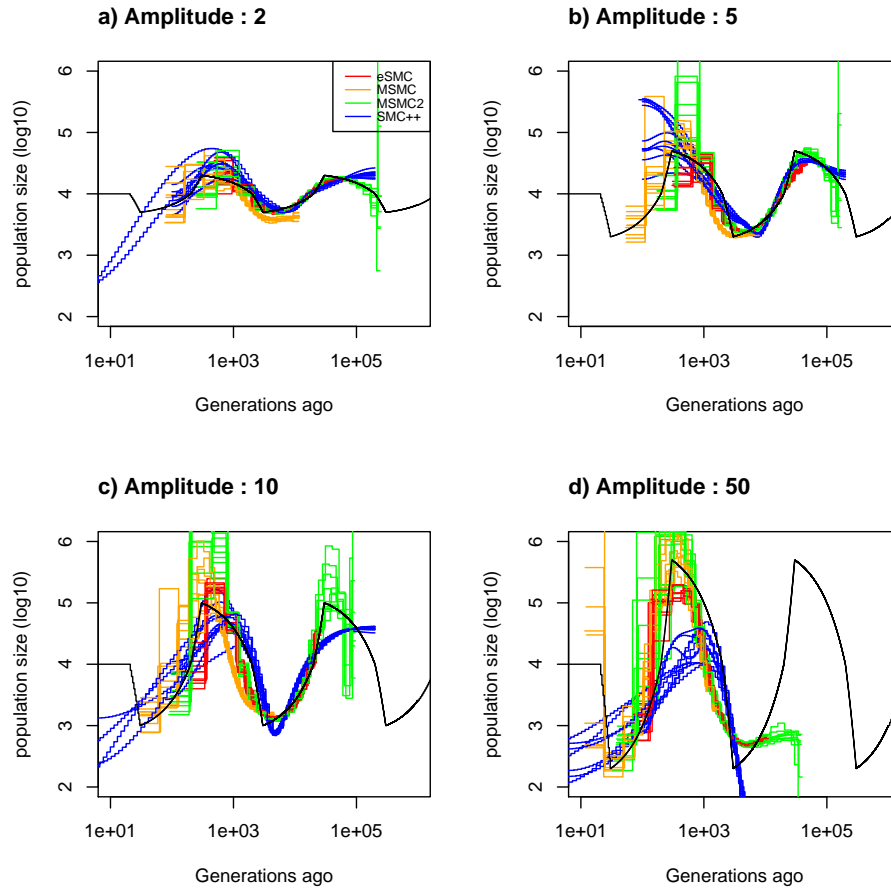 a) Amplitude : 2
b) Amplitude : 5
population size (log10)
6
5
4
3
2
eSMC
MSMC
MSMC2
SMC++
1e+01 1e+03 1e+05
Generations ago
population size (log10)
6
5
4
3
2
1e+01 1e+03 1e+05
Generations ago
c) Amplitude : 10
d) Amplitude : 50
population size (log10)
6
5
4
3
2
1e+01 1e+03 1e+05
Generations ago
population size (log10)
6
5
4
3
2
1e+01 1e+03 1e+05
Generations ago